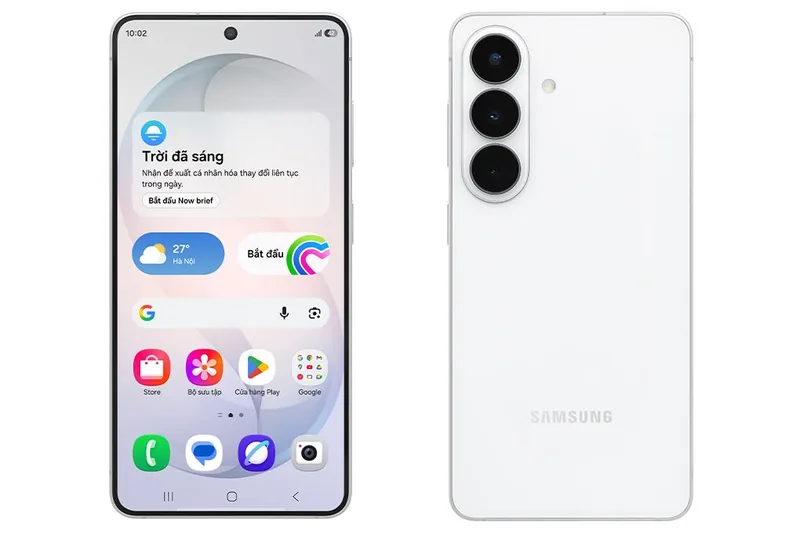 10:02
Trời đã sáng
Nhận đề xuất cá nhân hóa thay đổi liên tục
trong ngày.
Bắt đầu Now brief
27°
Hà Nội
Bắt đầu
Store
Bộ sưu tập
Cửa hàng Play
Google
SAMSUNG